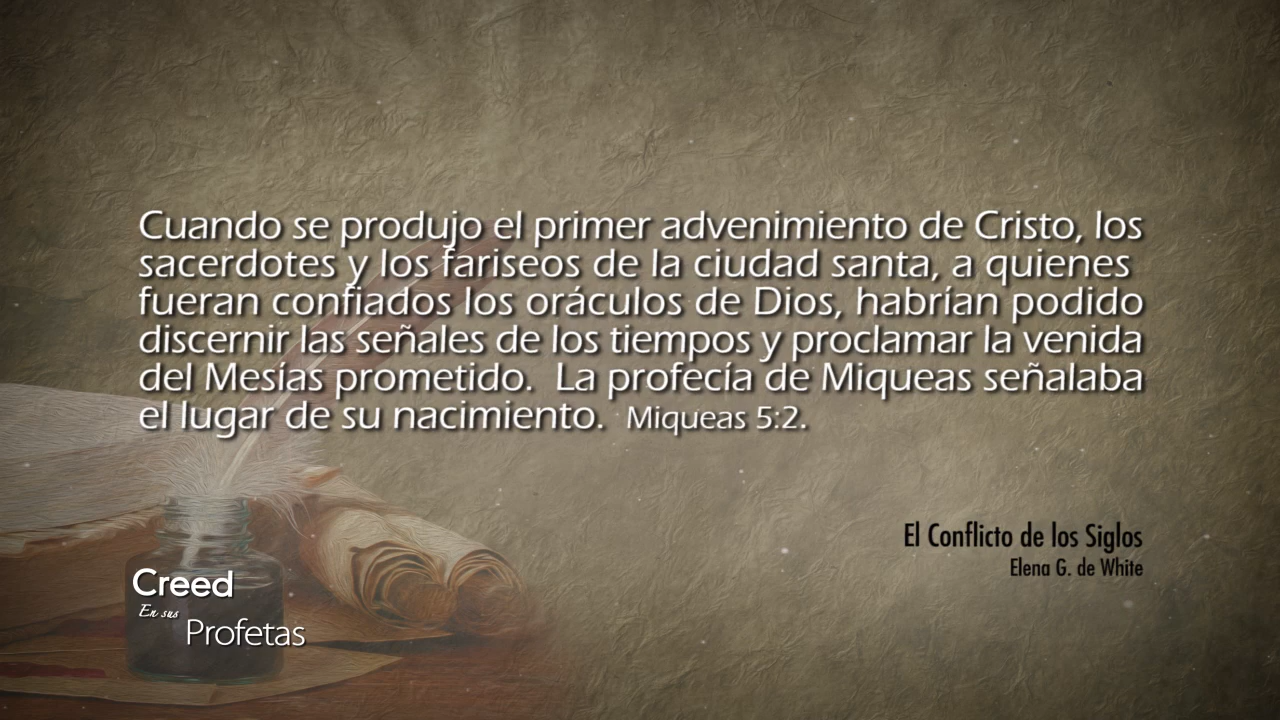 Cuando se produjo el primer advenimiento de Cristo, los
sacerdotes y los fariseos de la ciudad santa, a quienes
fueran confiados los oráculos de Dios, habrían podido
discernir las señales de los tiempos y proclamar la venida
del Mesías prometido. La profecía de Miqueas señalaba
el lugar de su nacimiento. Miqueas 5:2.
El Conflicto de los Siglos
Elena G. de White
Creed
En sus
Profetas